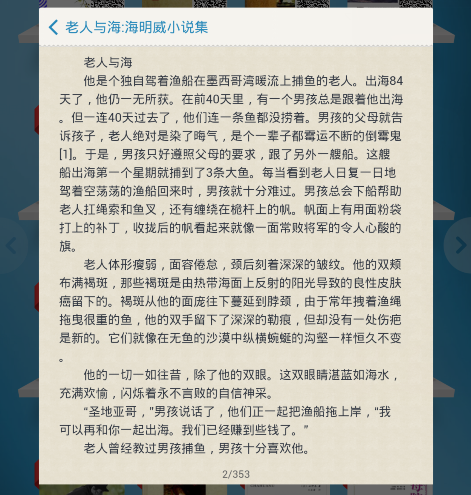 老人与海:海明威小说集
老人与海
他是个独自驾着渔船在墨西哥湾暖流上捕鱼的老人。出海84
天了，他仍一无所获。在前40天里，有一个男孩总是跟着他出海
。但一连40天过去了，他们连一条鱼都没捞着。男孩的父母就告
诉孩子，老人绝对是染了晦气，是个一辈子都霉运不断的倒霉鬼
[1]。于是，男孩只好遵照父母的要求，跟了另外一艘船。这艘
船出海第一个星期就捕到了3条大鱼。每当看到老人日复一日地
驾着空荡荡的渔船回来时，男孩就十分难过。男孩总会下船帮助
老人扛绳索和鱼叉，还有缠绕在桅杆上的帆。帆面上有用面粉袋
打上的补丁，收拢后的帆看起来就像一面常败将军的令人心酸的
旗。
老人体形瘦弱，面容倦怠，颈后刻着深深的皱纹。他的双颊
布满褐斑，那些褐斑是由热带海面上反射的阳光导致的良性皮肤
癌留下的。褐斑从他的面庞往下蔓延到脖颈，由于常年拽着渔绳
拖曳很重的鱼，他的双手留下了深深的勒痕，但却没有一处伤疤
是新的。它们就像在无鱼的沙漠中纵横蜿蜒的沟壑一样恒久不变
。
他的一切一如往昔，除了他的双眼。这双眼睛湛蓝如海水，
充满欢愉，闪烁着永不言败的自信神采。
“圣地亚哥，”男孩说话了，他们正一起把渔船拖上岸，“我
可以再和你一起出海。我们已经赚到些钱了。”
老人曾经教过男孩捕鱼，男孩十分喜欢他。
2/353